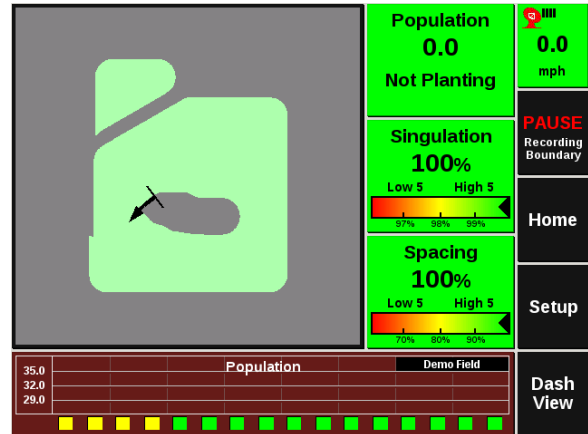 Population
0.0
Not Planting
0.0
mph
Singulation
100%
Low 5 High 5
97% 98% 99%
Spacing
100%
Low 5 High 5
70% 80% 90%
PAUSE
Recording
Boundary
Home
Setup
Dash
View
Population
Demo Field
35.0
32.0
29.0